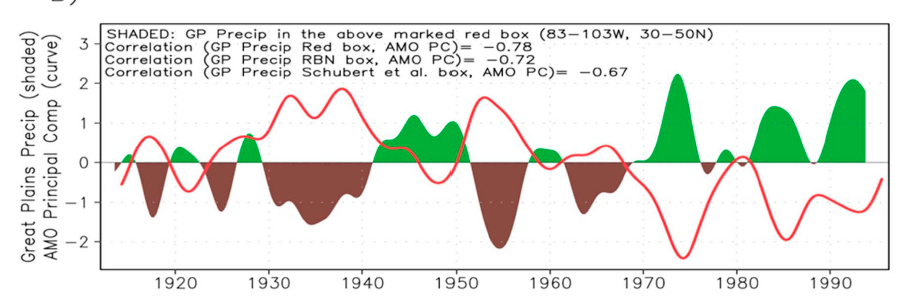 SHADED: GP Precip in the above marked red box (83-103W, 30-50N)
Correlation (GP Precip Red box, AMO PC)= -0.78
Correlation (GP Precip RBN box, AMO PC)= -0.72
Correlation (GP Precip Schubert et al. box, AMO PC)= -0.67
Great Plains Precip (shaded)
AMO Principal Comp (curve)
3
2
1
0
-1
-2
1920 1930 1940 1950 1960 1970 1980 1990